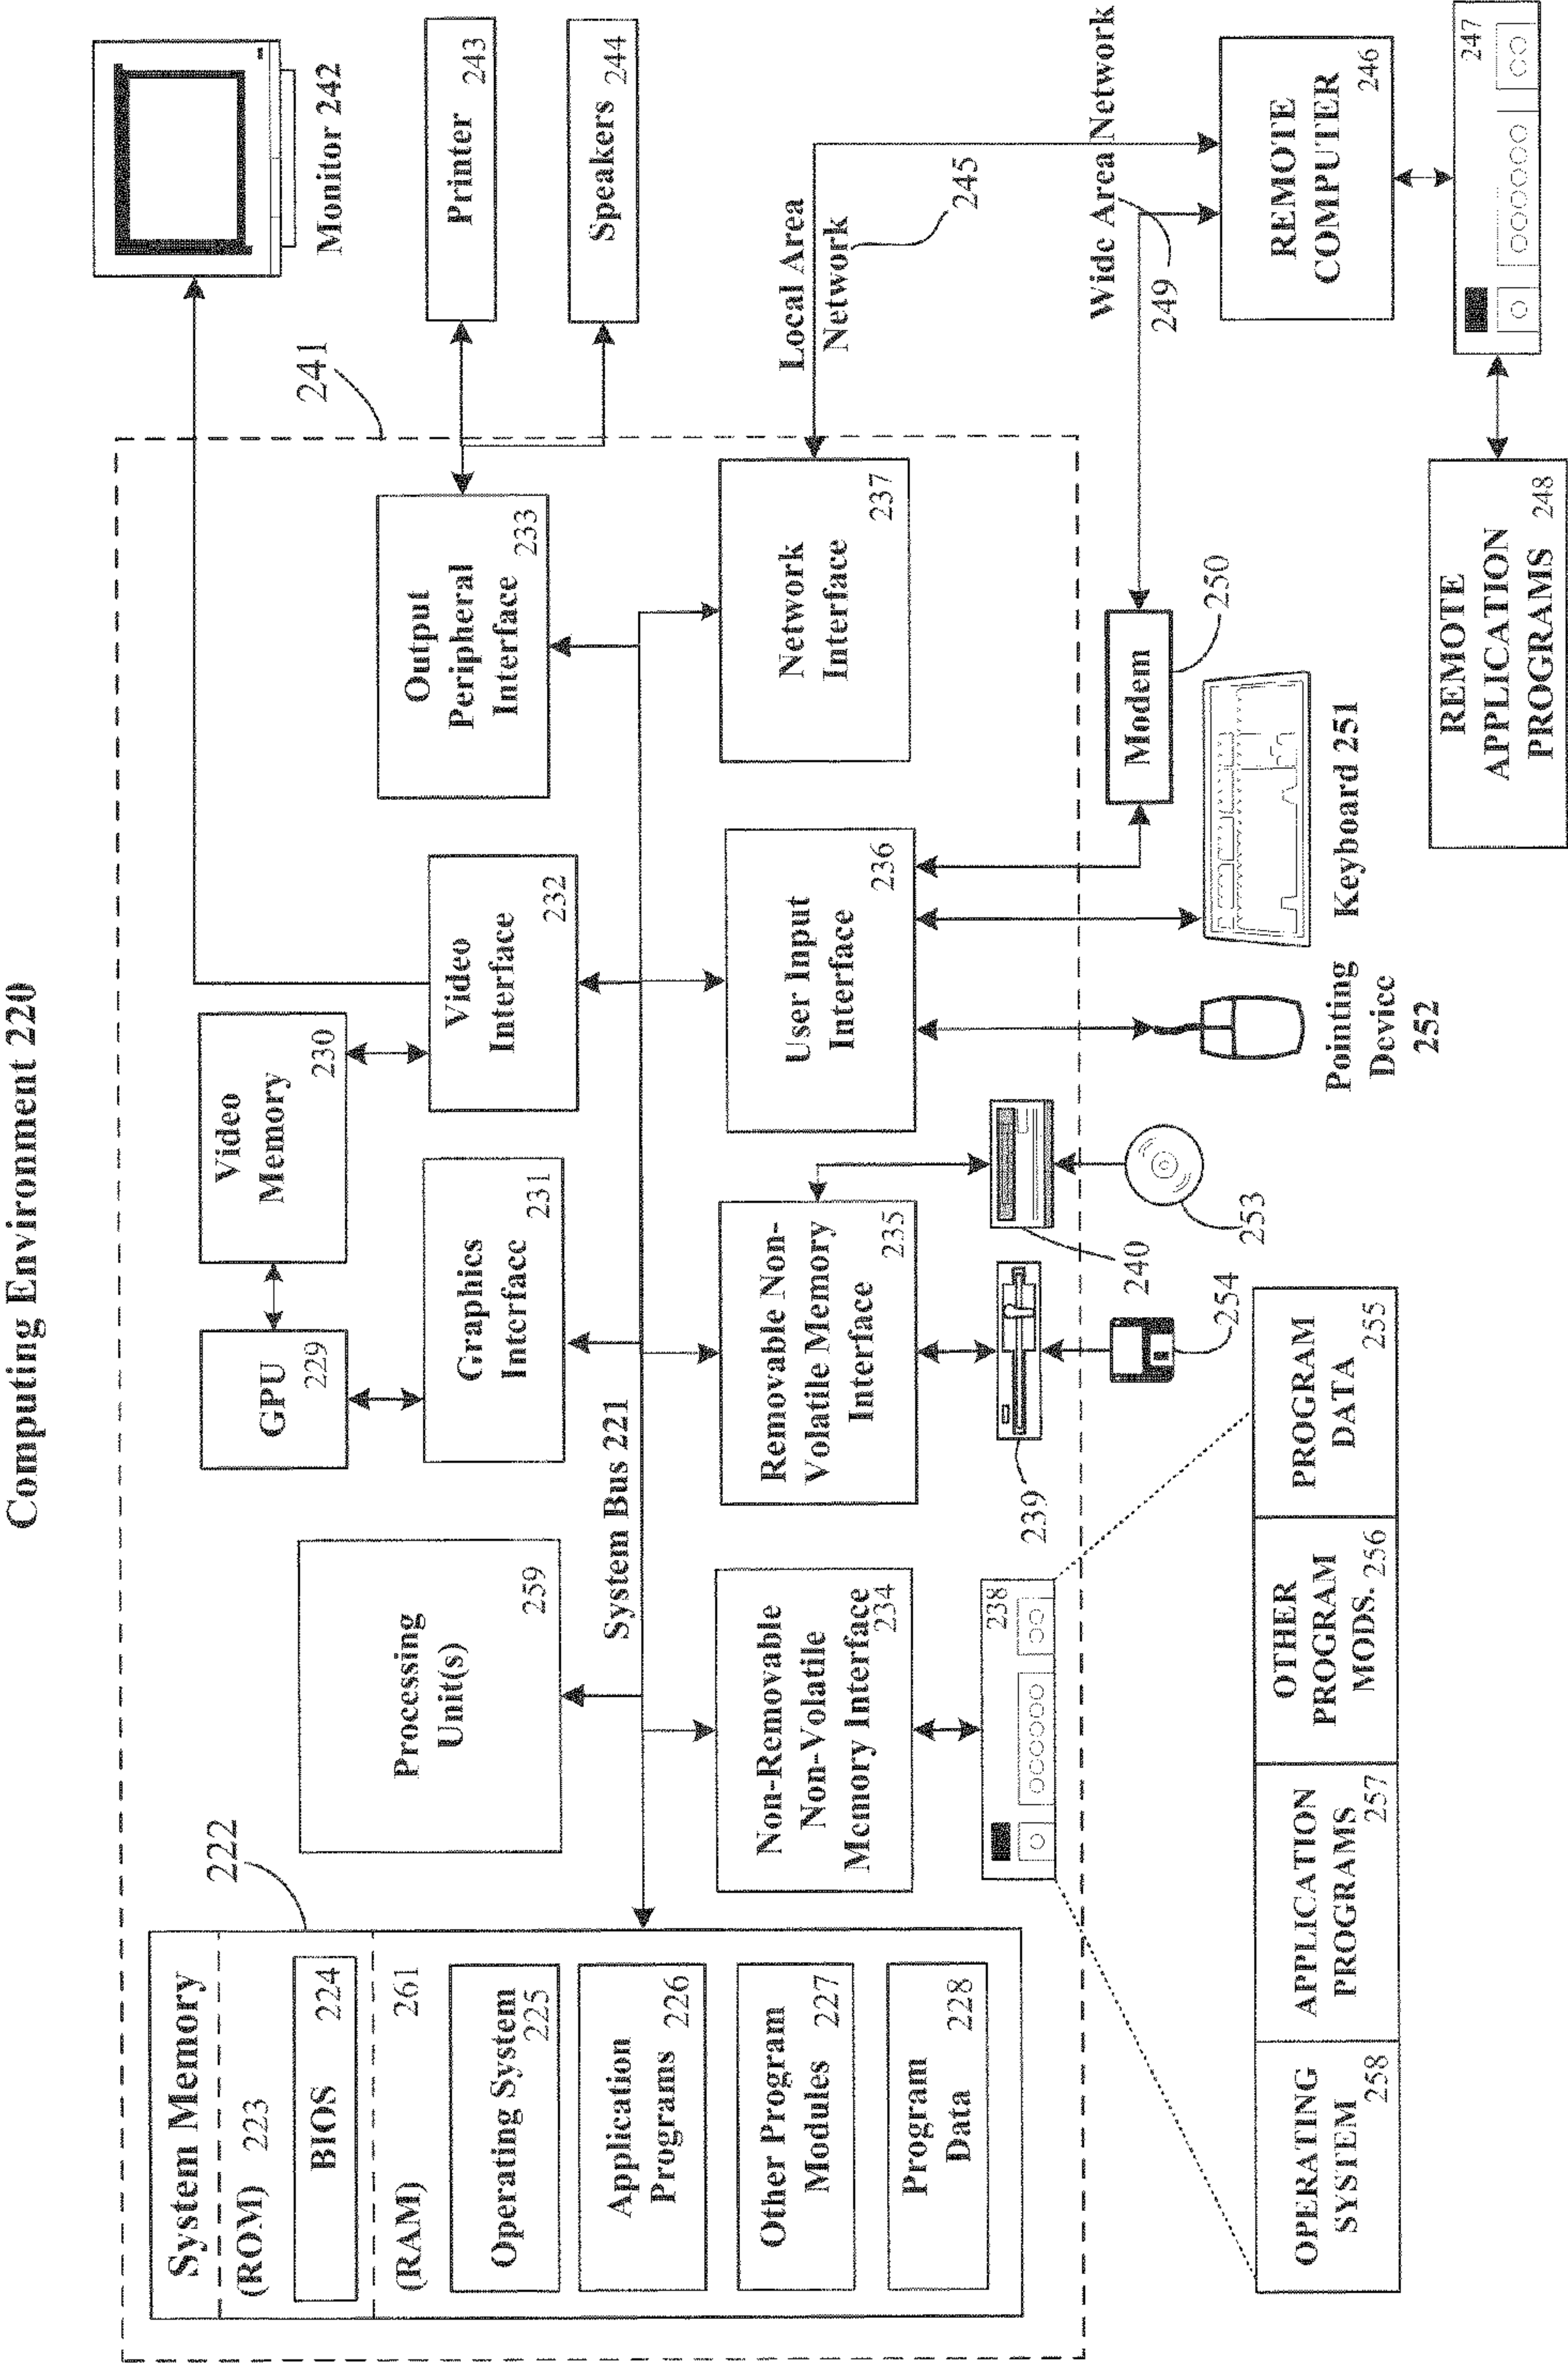 Computing Environment 220
222
System Memory
(ROM) 223
BIOS 224
(RAM) 261
Operating System
225
Application
Programs 226
Other Program
Modules 227
Program
Data 228
Processing
Unit(s)
259
GPU
229
Video
Memory
230
Graphics
Interface
231
Video
Interface
232
Output
Peripheral
Interface
233
241
System Bus 221
Non-Removable
Non-Volatile
Memory Interface
234
Removable Non-
Volatile Memory
Interface
235
User Input
Interface
236
Network
Interface
237
Monitor 242
Printer 243
Speakers 244
Local Area
Network
245
Wide Area Network
249
238
239
240
254
253
Modem
250
Pointing
Device
252
Keyboard 251
REMOTE
COMPUTER
246
247
REMOTE
APPLICATION
PROGRAMS 248
OPERATING
SYSTEM
258
APPLICATION
PROGRAMS
257
OTHER
PROGRAM
MODS. 256
PROGRAM
DATA
255